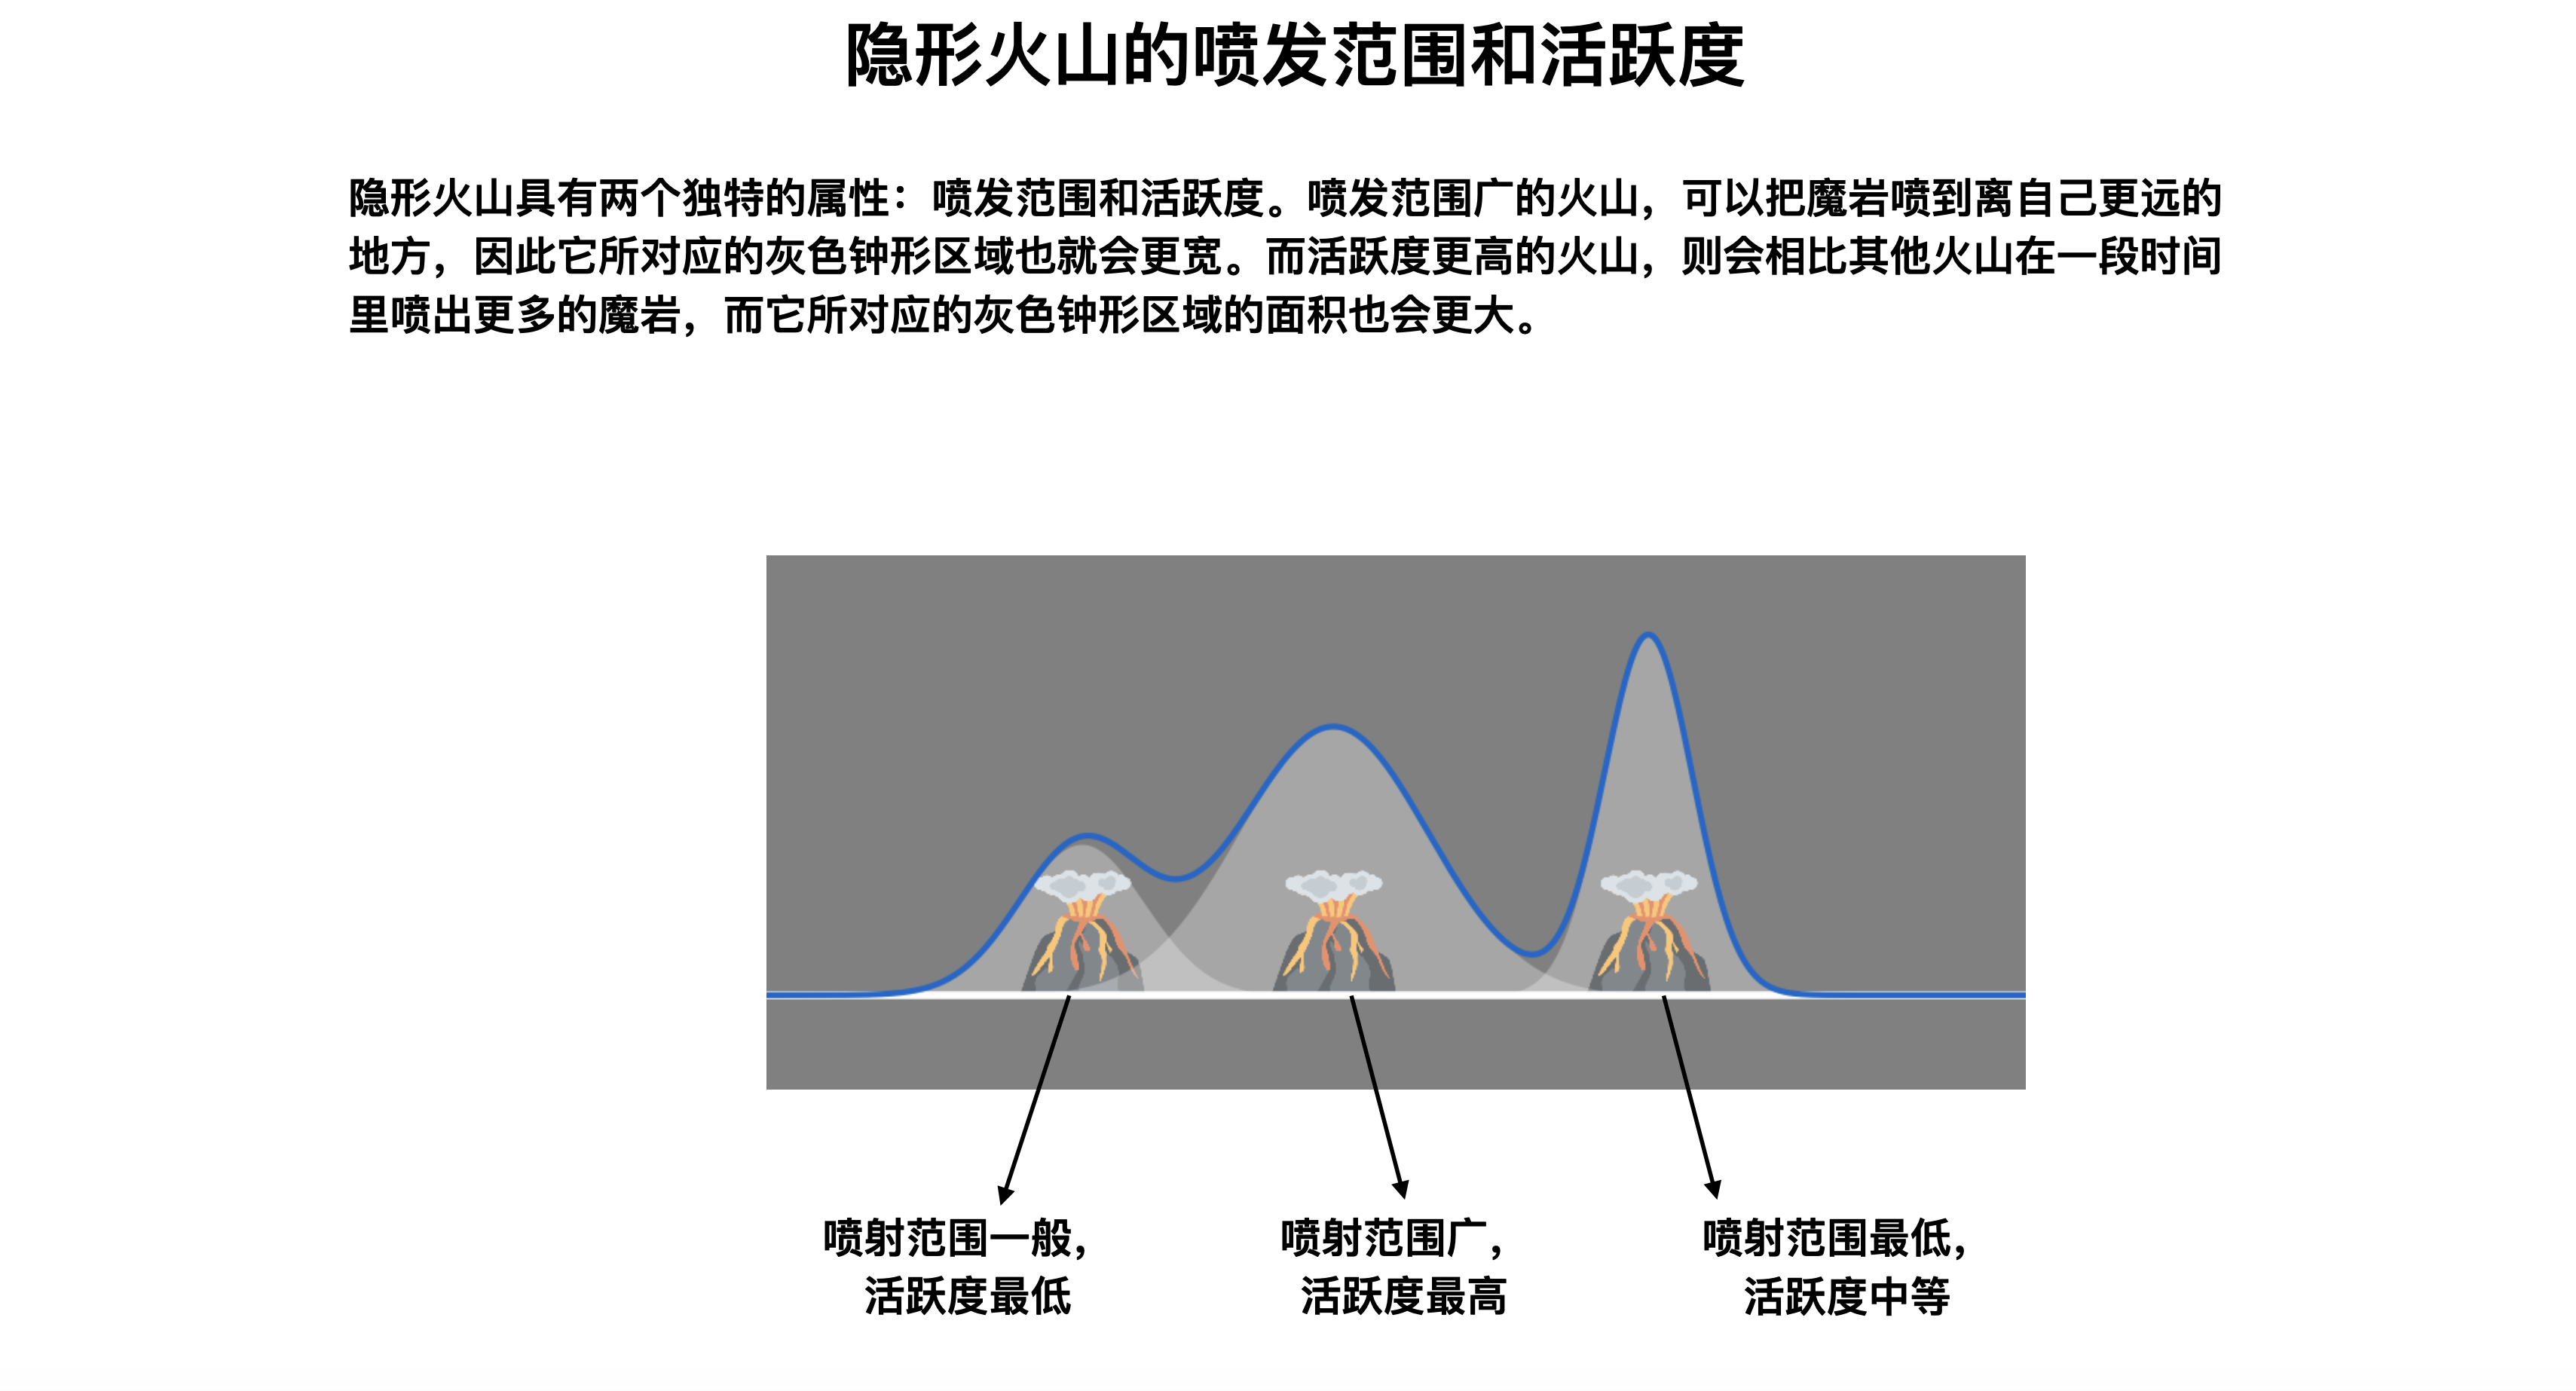 隐形火山的喷发范围和活跃度
隐形火山具有两个独特的属性：喷发范围和活跃度。喷发范围广的火山，可以把魔岩喷到离自己更远的
地方，因此它所对应的灰色钟形区域也就会更宽。而活跃度更高的火山，则会相比其他火山在一段时间
里喷出更多的魔岩，而它所对应的灰色钟形区域的面积也会更大。
喷射范围一般，
活跃度最低
喷射范围广，
活跃度最高
喷射范围最低，
活跃度中等